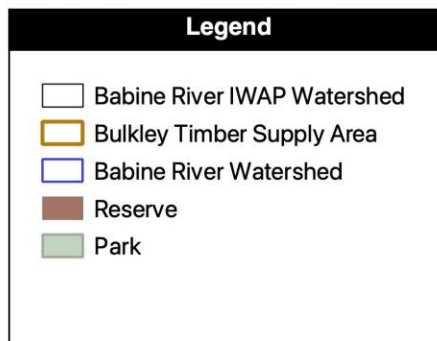 Legend
Babine River IWAP Watershed
Bulkley Timber Supply Area
Babine River Watershed
Reserve
Park